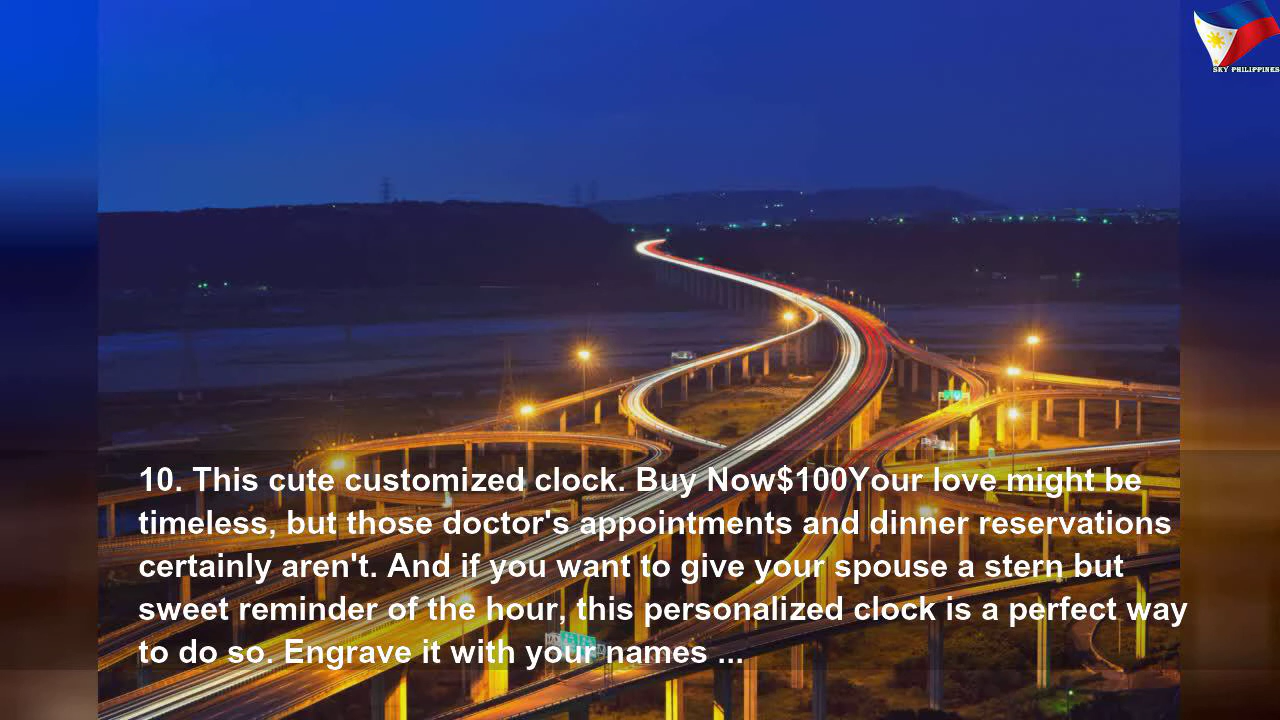 SKY PHILIPPINES
10. This cute customized clock. Buy Now$100Your love might be
timeless, but those doctor's appointments and dinner reservations
certainly aren't. And if you want to give your spouse a stern but
sweet reminder of the hour, this personalized clock is a perfect way
to do so. Engrave it with your names ...